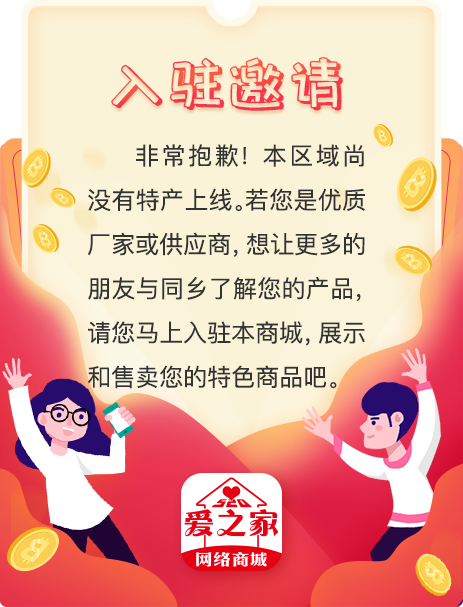 入驻邀请
非常抱歉！本区域尚
没有特产上线。若您是优质
厂家或供应商，想让更多的
朋友与同乡了解您的产品，
请您马上入驻本商城，展示
和售卖您的特色商品吧。
520
爱之家
网络商城